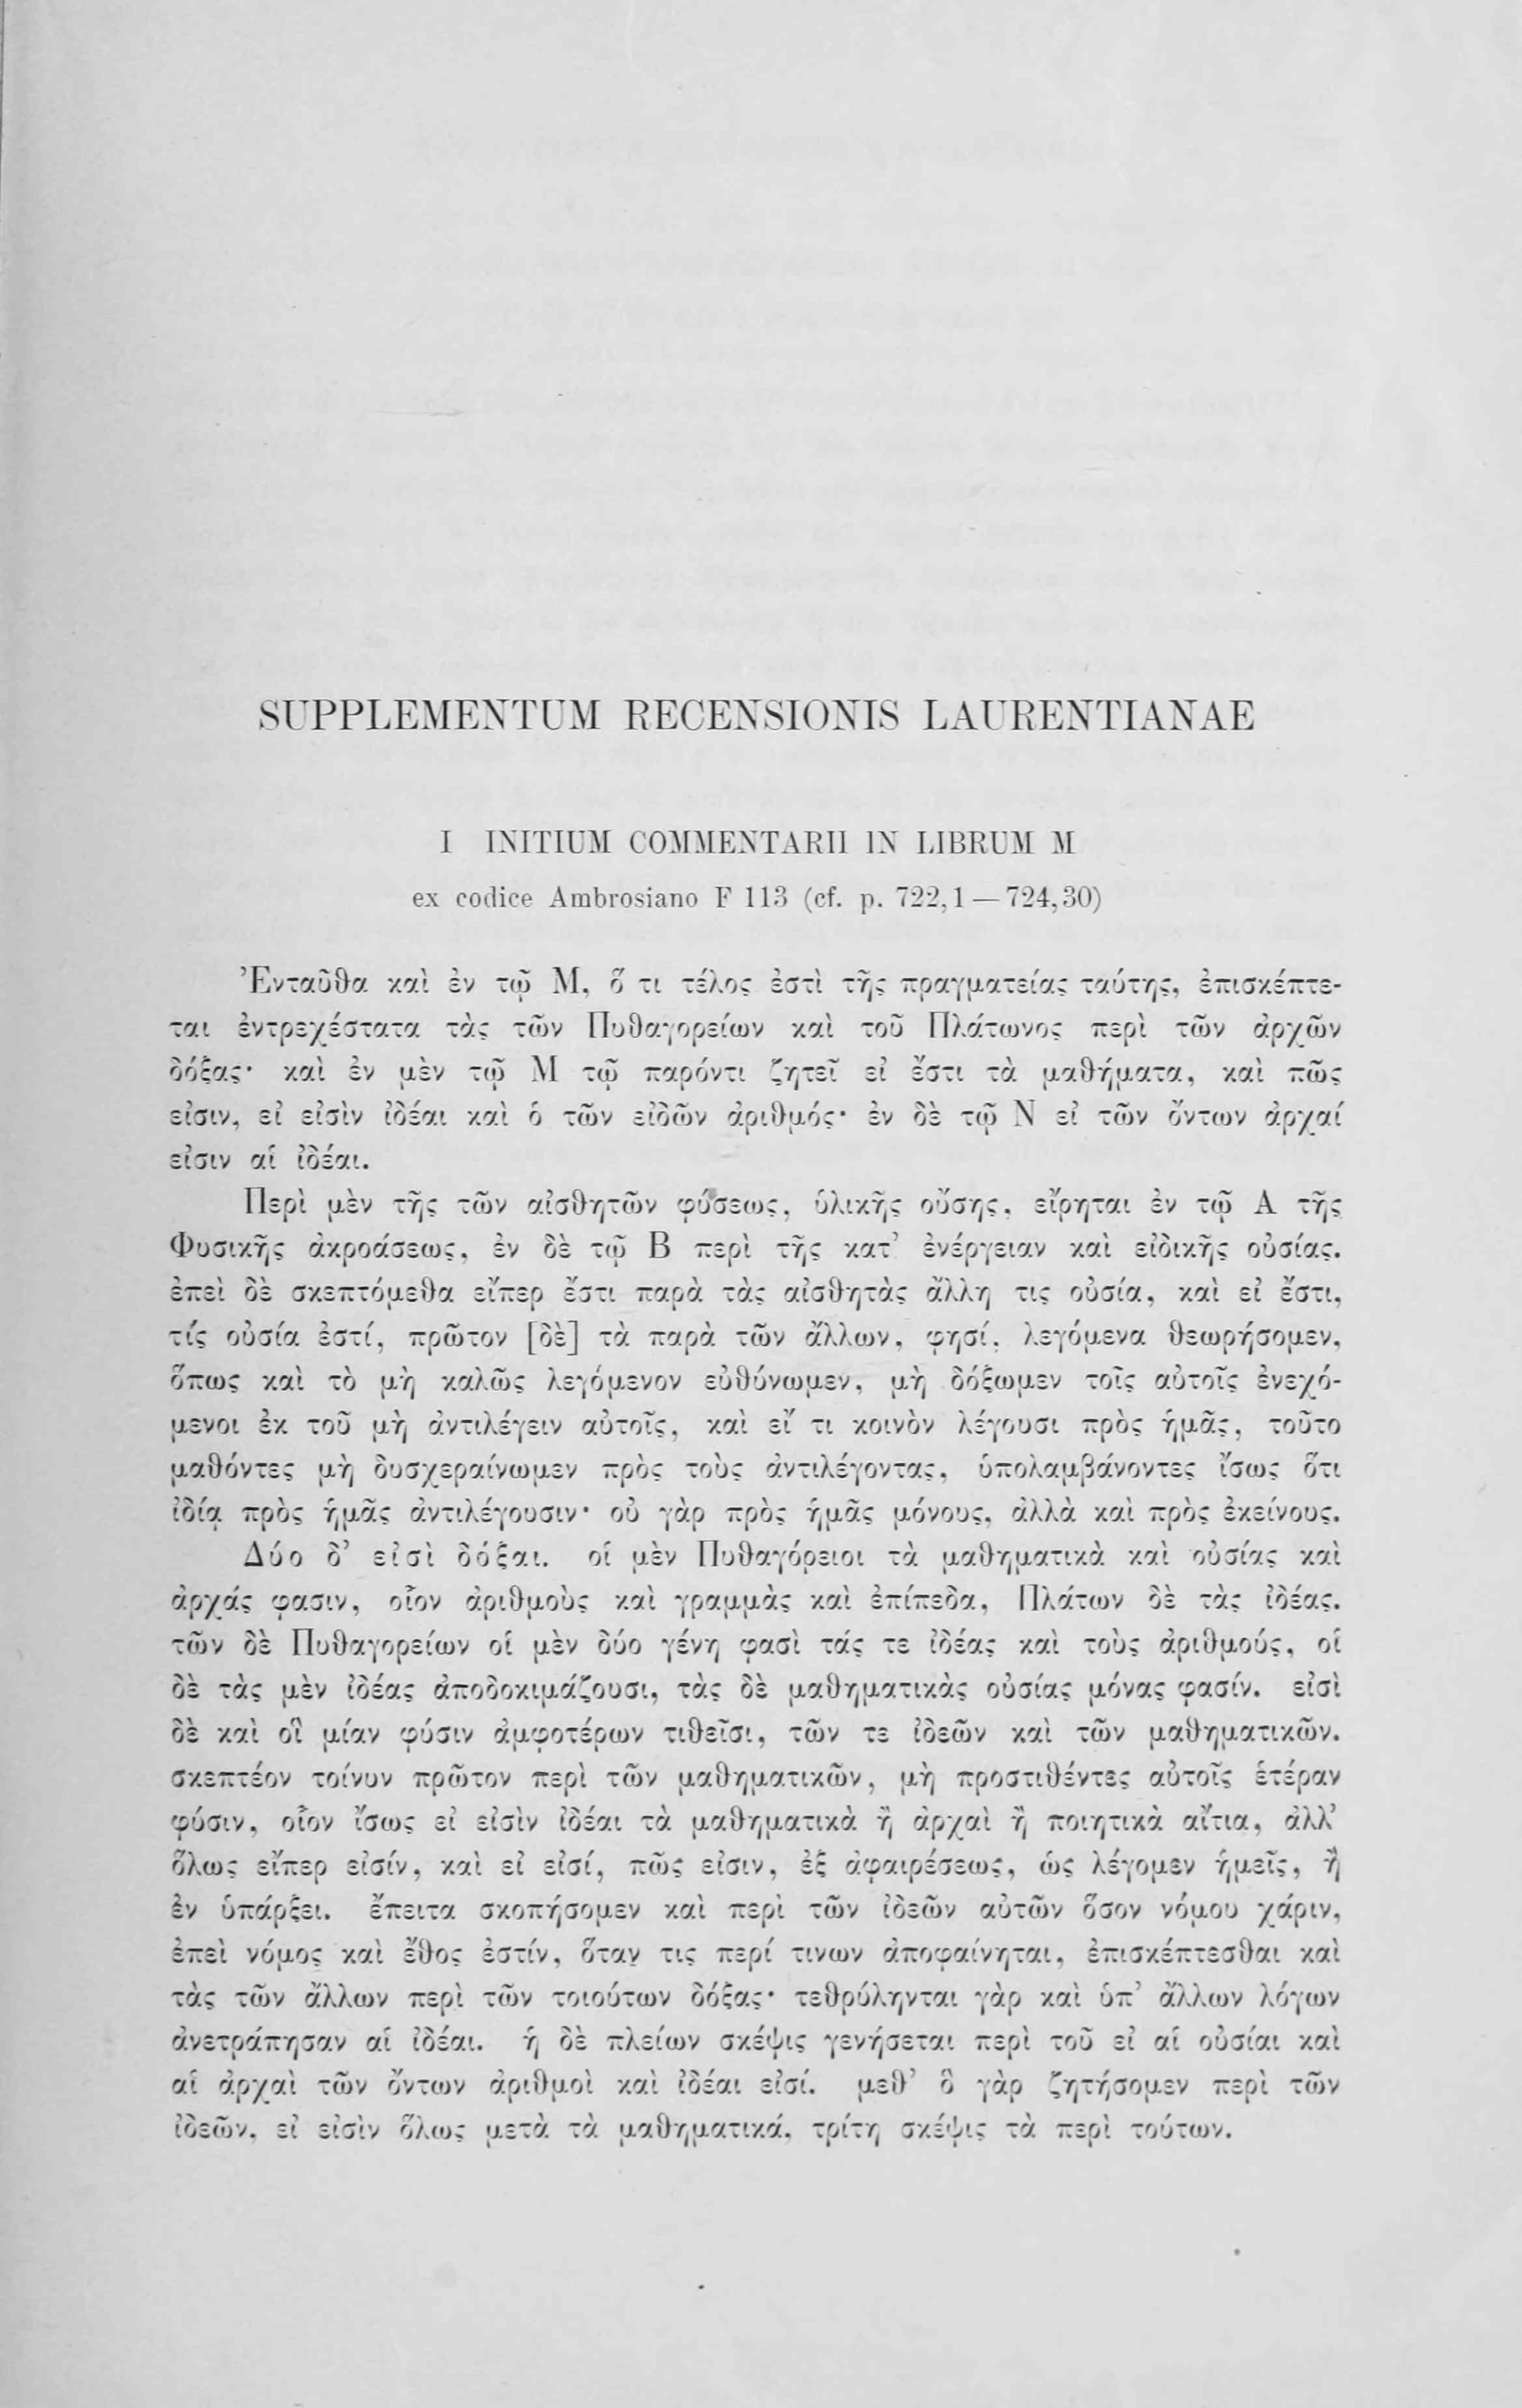 SUPPLEMENTUM RECENSIONIS LAURENTIANAE
I INITIUM COMMENTARII IN LIBRUM M
ex codice Ambrosiano F 113 (cf. p. 722,1 — 724,30)
Ἐνταῦθα καὶ ἐν τῷ Μ, ὅ τι τέλος ἐστὶ τῆς πραγματείας ταύτης, ἐπισκέπτε-
ται ἐντρεχέστατα τὰς τῶν Πυθαγορείων καὶ τοῦ Πλάτωνος περὶ τῶν ἀρχῶν
δόξας· καὶ ἐν μὲν τῷ Μ τῷ παρόντι ζητεῖ εἰ ἔστι τὰ μαθήματα, καὶ πῶς
εἰσιν, εἰ εἰσὶν ἰδέαι καὶ ὁ τῶν εἰδῶν ἀριθμός· ἐν δὲ τῷ Ν εἰ τῶν ὄντων ἀρχαί
εἰσιν αἱ ἰδέαι.
Περὶ μὲν τῆς τῶν αἰσθητῶν φύσεως, ὑλικῆς οὔσης, εἴρηται ἐν τῷ Α τῆς
Φυσικῆς ἀκροάσεως, ἐν δὲ τῷ Β περὶ τῆς κατ’ ἐνέργειαν καὶ εἰδικῆς οὐσίας.
ἐπεὶ δὲ σκεπτόμεθα εἴπερ ἔστι παρὰ τὰς αἰσθητὰς ἄλλη τις οὐσία, καὶ εἰ ἔστι,
τίς οὐσία ἐστί, πρῶτον [δὲ] τὰ παρὰ τῶν ἄλλων, φησί, λεγόμενα θεωρήσομεν,
ὅπως καὶ τὸ μὴ καλῶς λεγόμενον εὐθύνωμεν, μὴ δόξωμεν τοῖς αὐτοῖς ἐνεχό-
μενοι ἐκ τοῦ μὴ ἀντιλέγειν αὐτοῖς, καὶ εἴ τι κοινὸν λέγουσι πρὸς ἡμᾶς, τοῦτο
μαθόντες μὴ δυσχεραίνωμεν πρὸς τοὺς ἀντιλέγοντας, ὑπολαμβάνοντες ἴσως ὅτι
ἰδίᾳ πρὸς ἡμᾶς ἀντιλέγουσιν· οὐ γὰρ πρὸς ἡμᾶς μόνους, ἀλλὰ καὶ πρὸς ἐκείνους.
Δύο δ’ εἰσὶ δόξαι. οἱ μὲν Πυθαγόρειοι τὰ μαθηματικὰ καὶ οὐσίας καὶ
ἀρχάς φασιν, οἷον ἀριθμοὺς καὶ γραμμὰς καὶ ἐπίπεδα, Πλάτων δὲ τὰς ἰδέας.
τῶν δὲ Πυθαγορείων οἱ μὲν δύο γένη φασὶ τάς τε ἰδέας καὶ τοὺς ἀριθμούς, οἱ
δὲ τὰς μὲν ἰδέας ἀποδοκιμάζουσι, τὰς δὲ μαθηματικὰς οὐσίας μόνας φασίν. εἰσὶ
δὲ καὶ οἳ μίαν φύσιν ἀμφοτέρων τιθεῖσι, τῶν τε ἰδεῶν καὶ τῶν μαθηματικῶν.
σκεπτέον τοίνυν πρῶτον περὶ τῶν μαθηματικῶν, μὴ προστιθέντες αὐτοῖς ἑτέραν
φύσιν, οἷον ἴσως εἰ εἰσὶν ἰδέαι τὰ μαθηματικὰ ἢ ἀρχαὶ ἢ ποιητικὰ αἴτια, ἀλλ’
ὅλως εἴπερ εἰσίν, καὶ εἰ εἰσί, πῶς εἰσιν, ἐξ ἀφαιρέσεως, ὡς λέγομεν ἡμεῖς, ἢ
ἐν ὑπάρξει. ἔπειτα σκοπήσομεν καὶ περὶ τῶν ἰδεῶν αὐτῶν ὅσον νόμου χάριν,
ἐπεὶ νόμος καὶ ἔθος ἐστίν, ὅταν τις περί τινων ἀποφαίνηται, ἐπισκέπτεσθαι καὶ
τὰς τῶν ἄλλων περὶ τῶν τοιούτων δόξας· τεθρύληνται γὰρ καὶ ὑπ’ ἄλλων λόγων
ἀνετράπησαν αἱ ἰδέαι. ἡ δὲ πλείων σκέψις γενήσεται περὶ τοῦ εἰ αἱ οὐσίαι καὶ
αἱ ἀρχαὶ τῶν ὄντων ἀριθμοὶ καὶ ἰδέαι εἰσί. μεθ’ ὃ γὰρ ζητήσομεν περὶ τῶν
ἰδεῶν, εἰ εἰσὶν ὅλως μετὰ τὰ μαθηματικά, τρίτη σκέψις τὰ περὶ τούτων.